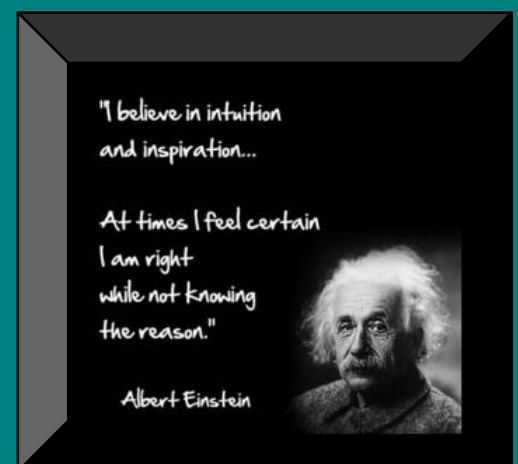 "I believe in intuition
and inspiration...
At times I feel certain
I am right
while not knowing
the reason."
Albert Einstein